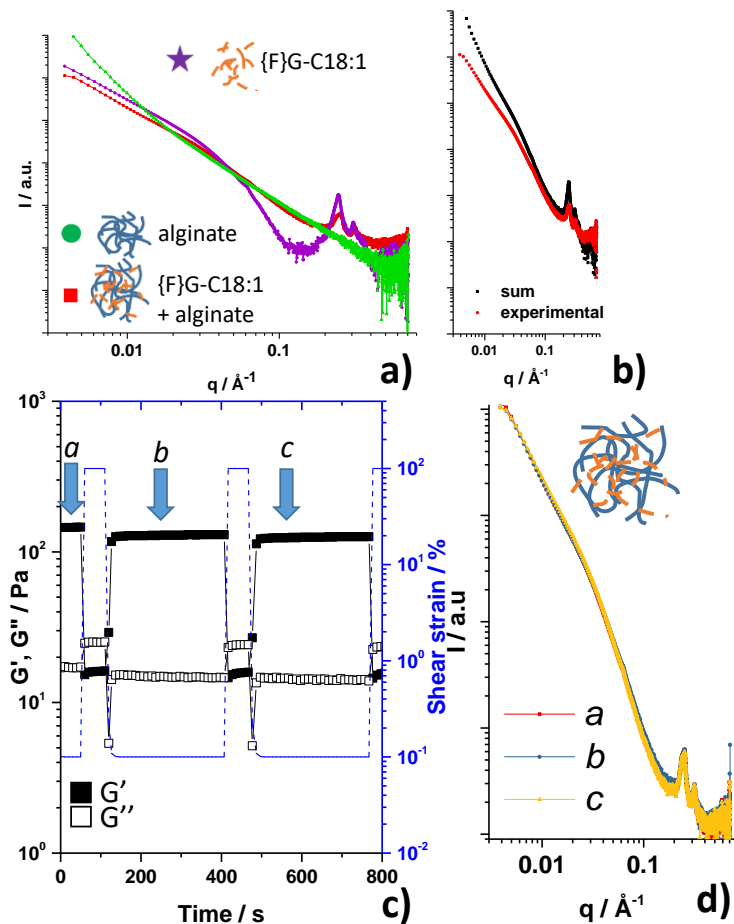 {F}G-C18:1
I / a.u.
alginate
{F}G-C18:1
+ alginate
0.01 0.1
q / Å⁻¹
a)
sum
experimental
0.01 0.1
q / Å⁻¹
b)
10³
10²
10¹
10⁰
G', G'' / Pa
a b c
10²
10¹
10⁰
10⁻¹
10⁻²
Shear strain / %
G’
G’’
0 200 400 600 800
Time / s
c)
I / a.u
a
b
c
0.01 0.1
q / Å⁻¹
d)